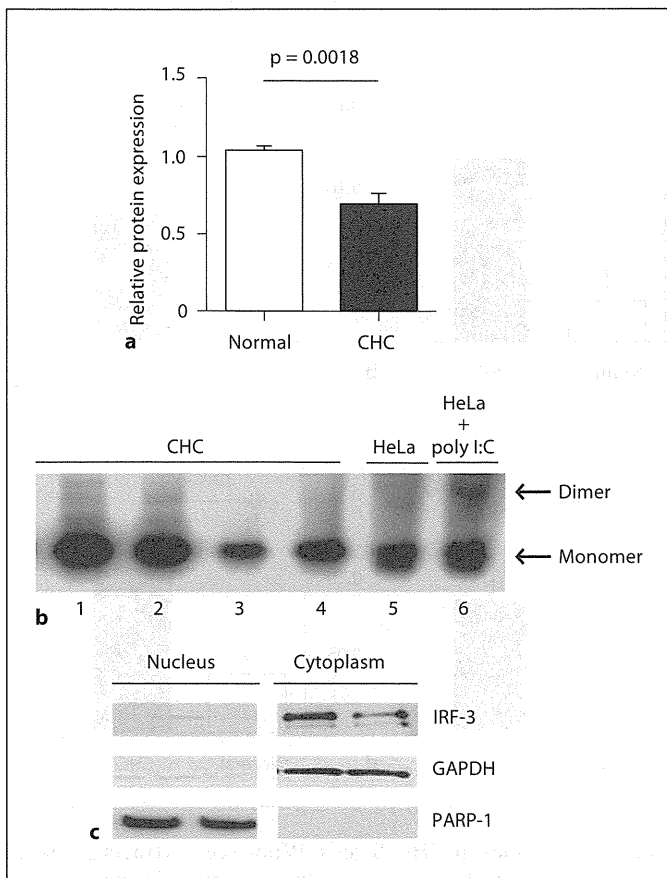 p = 0.0018
1.5
1.0
0.5
0
Relative protein expression
Normal CHC
a
CHC HeLa HeLa + poly I:C
Dimer
Monomer
1 2 3 4 5 6
b
Nucleus Cytoplasm
IRF-3
GAPDH
PARP-1
c